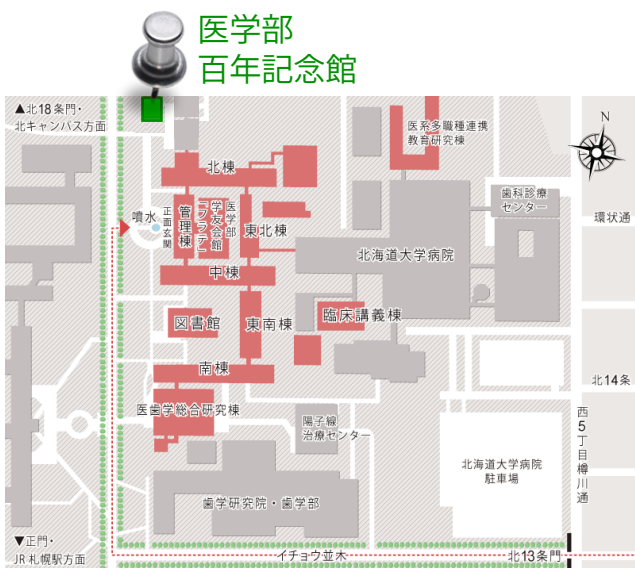 医学部
百年記念館
▲北18条門・
北キャンパス方面
医系多職種連携
教育研究棟
N
北棟
歯科診療
センター
環状通
噴水
正面玄関
管理棟
医学部
学友会館
「フラテ」
東北棟
北海道大学病院
中棟
図書館
東南棟
臨床講義棟
南棟
北14条
医歯学総合研究棟
陽子線
治療センター
西5丁目樽川通
北海道大学病院
駐車場
歯学研究院・歯学部
▼正門・
JR札幌駅方面
イチョウ並木
北13条門